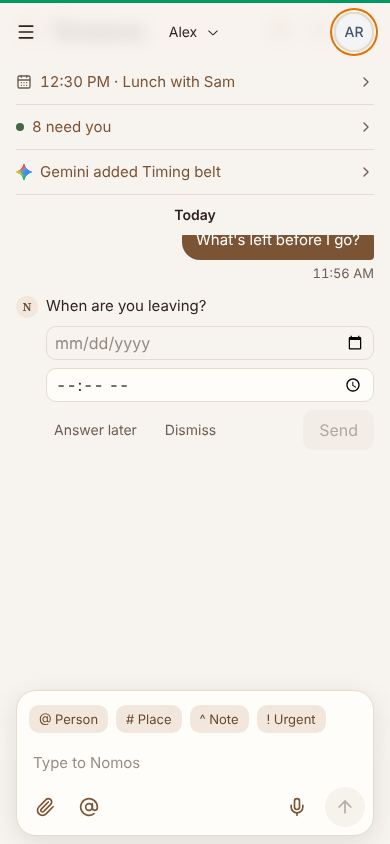 Alex
AR
12:30 PM · Lunch with Sam
8 need you
Gemini added Timing belt
Today
What's left before I go?
11:56 AM
N
When are you leaving?
mm/dd/yyyy
--:-- --
Answer later
Dismiss
Send
@ Person
# Place
^ Note
! Urgent
Type to Nomos